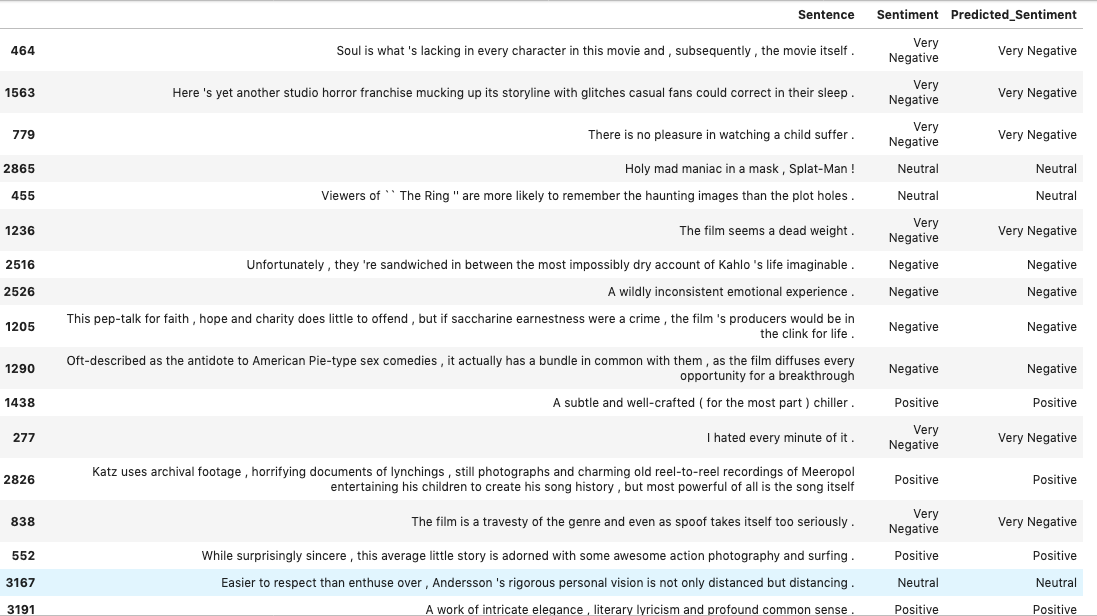 Sentence Sentiment Predicted_Sentiment
464 Soul is what 's lacking in every character in this movie and , subsequently , the movie itself . Very Negative Very Negative
1563 Here 's yet another studio horror franchise mucking up its storyline with glitches casual fans could correct in their sleep . Very Negative Very Negative
779 There is no pleasure in watching a child suffer . Very Negative Very Negative
2865 Holy mad maniac in a mask , Splat-Man ! Neutral Neutral
455 Viewers of `` The Ring '' are more likely to remember the haunting images than the plot holes . Neutral Neutral
1236 The film seems a dead weight . Very Negative Very Negative
2516 Unfortunately , they 're sandwiched in between the most impossibly dry account of Kahlo 's life imaginable . Negative Negative
2526 A wildly inconsistent emotional experience . Negative Negative
1205 This pep-talk for faith , hope and charity does little to offend , but if saccharine earnestness were a crime , the film 's producers would be in
the clink for life . Negative Negative
1290 Oft-described as the antidote to American Pie-type sex comedies , it actually has a bundle in common with them , as the film diffuses every
opportunity for a breakthrough Negative Negative
1438 A subtle and well-crafted ( for the most part ) chiller . Positive Positive
277 I hated every minute of it . Very Negative Very Negative
2826 Katz uses archival footage , horrifying documents of lynchings , still photographs and charming old reel-to-reel recordings of Meeropol
entertaining his children to create his song history , but most powerful of all is the song itself Positive Positive
838 The film is a travesty of the genre and even as spoof takes itself too seriously . Very Negative Very Negative
552 While surprisingly sincere , this average little story is adorned with some awesome action photography and surfing . Positive Positive
3167 Easier to respect than enthuse over , Andersson 's rigorous personal vision is not only distanced but distancing . Neutral Neutral
3191 A work of intricate elegance , literary lyricism and profound common sense . Positive Positive